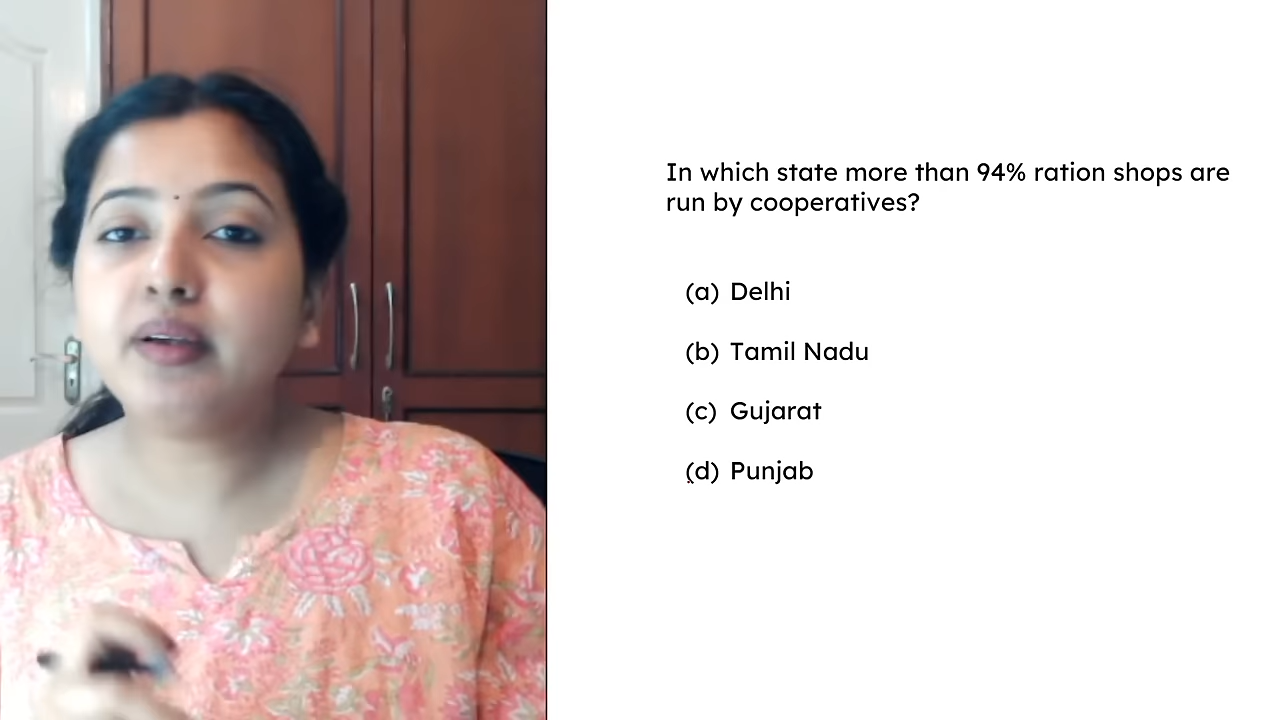 In which state more than 94% ration shops are
run by cooperatives?
(a) Delhi
(b) Tamil Nadu
(c) Gujarat
(d) Punjab